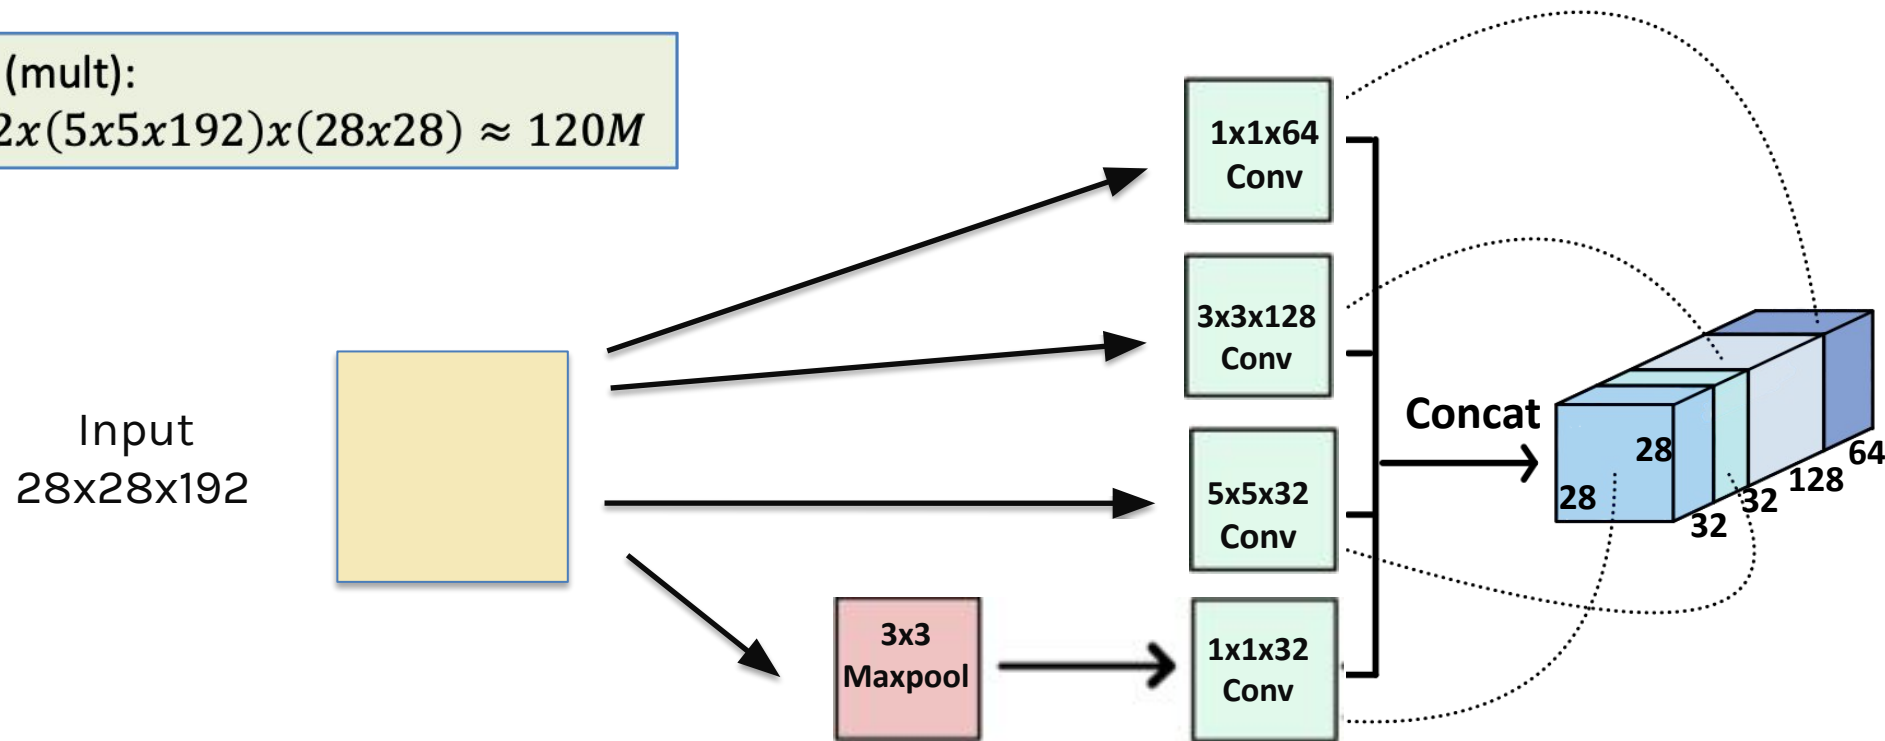 (mult):
2x(5x5x192)x(28x28) ≈ 120M
Input
28x28x192
1x1x64
Conv
3x3x128
Conv
5x5x32
Conv
3x3
Maxpool
1x1x32
Conv
Concat
28
28
32
32
128
64